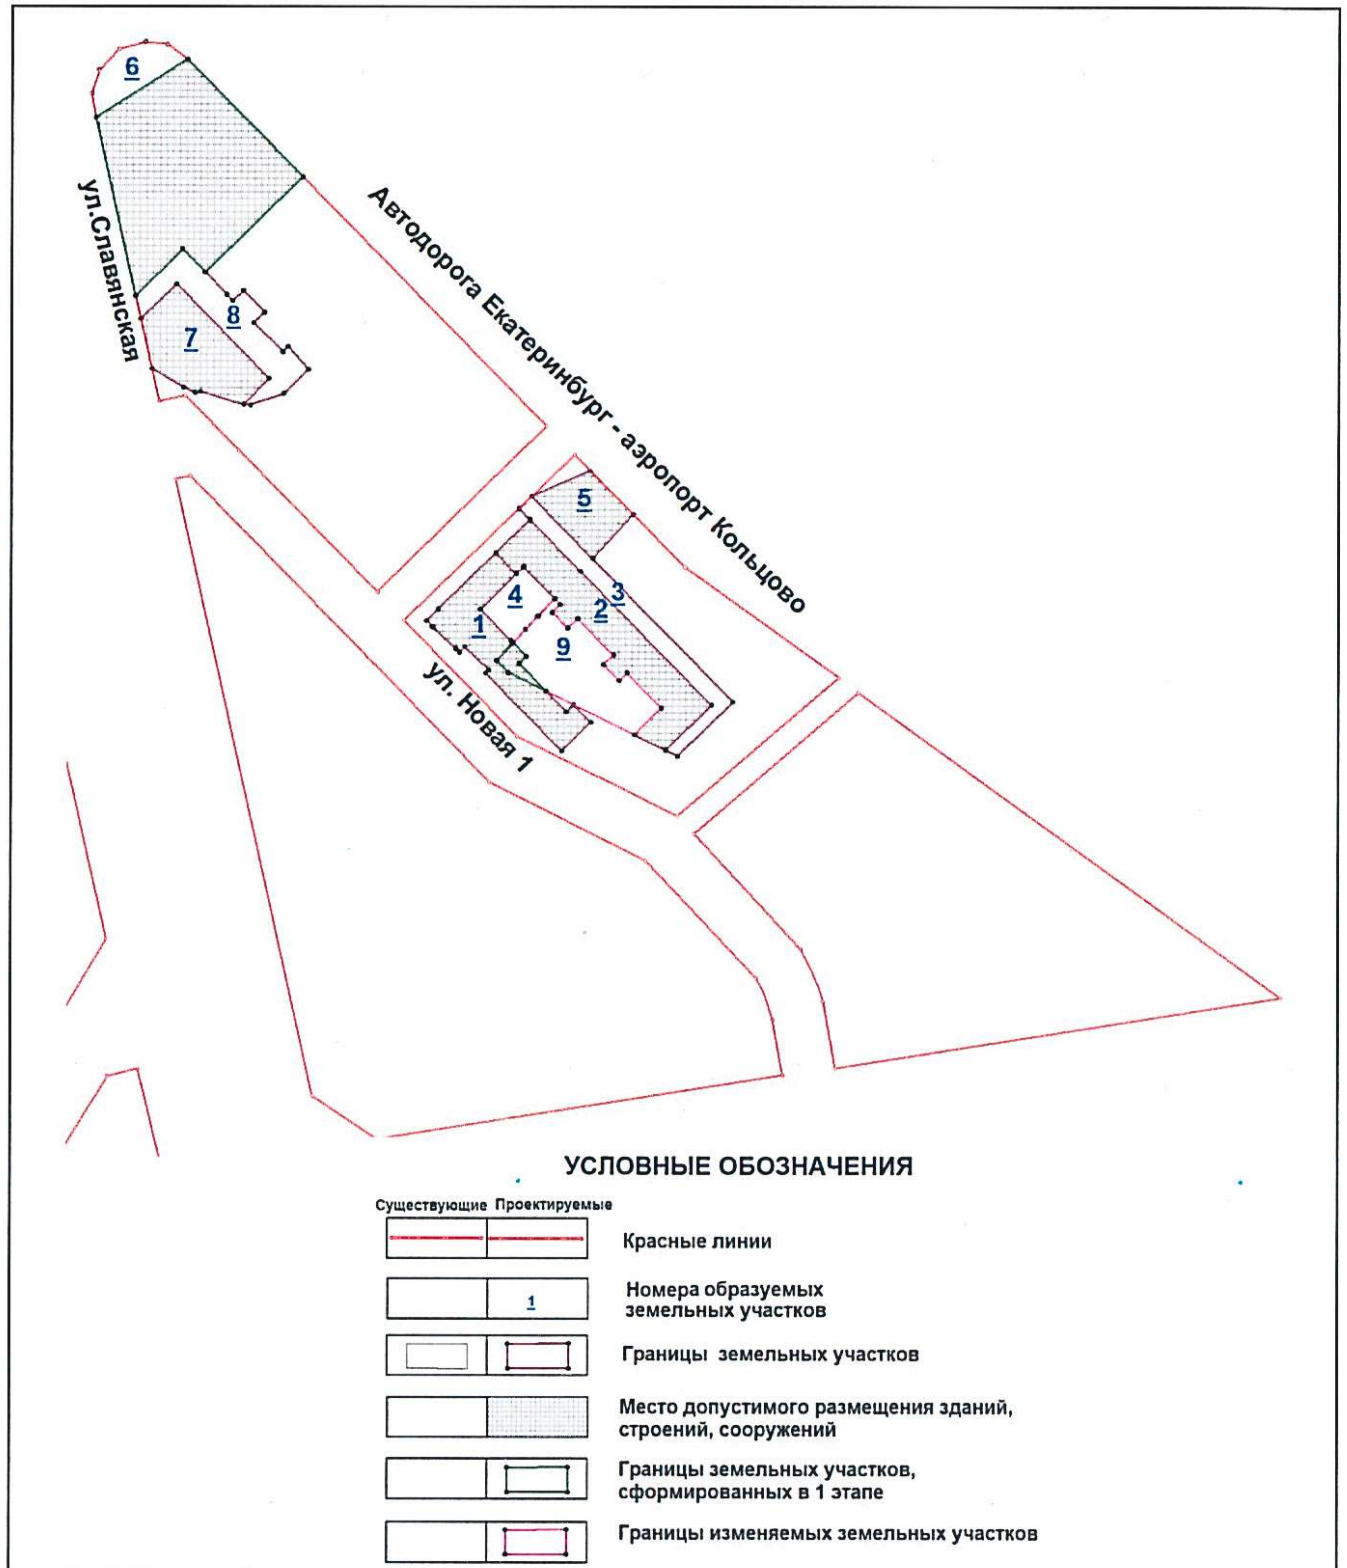 6
ул.Славянская
Автодорога Екатеринбург - аэропорт Кольцово
8
7
5
3
4
2
1
9
ул. Новая 1
УСЛОВНЫЕ ОБОЗНАЧЕНИЯ
Существующие Проектируемые
Красные линии
1
Номера образуемых
земельных участков
Границы земельных участков
Место допустимого размещения зданий,
строений, сооружений
Границы земельных участков,
сформированных в 1 этапе
Границы изменяемых земельных участков